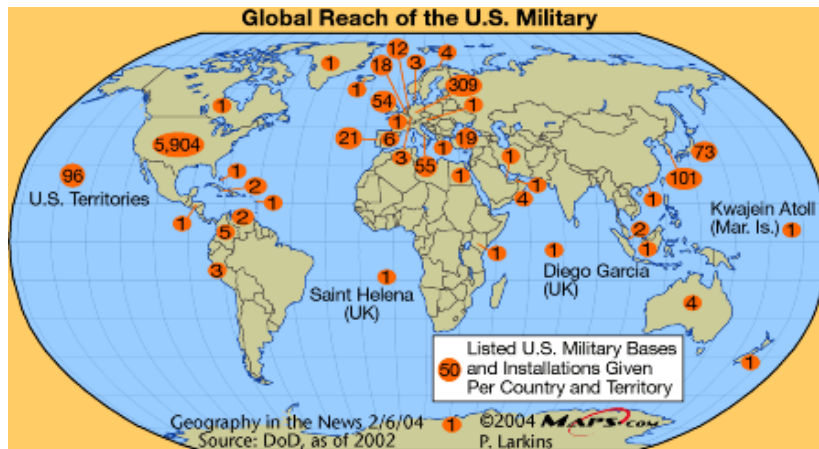 Global Reach of the U.S. Military
12
4
1
18
3
309
1
54
1
1
1
5,904
21
6
19
73
3
55
1
1
101
96
1
1
1
U.S. Territories
2
4
1
1
2
1
5
2
Kwajein Atoll
(Mar. Is.)
1
1
1
1
3
1
Diego Garcia
(UK)
Saint Helena
(UK)
4
50
Listed U.S. Military Bases
and Installations Given
Per Country and Territory
1
Geography in the News 2/6/04
Source: DoD, as of 2002
1
©2004 MAPS.com
P. Larkins